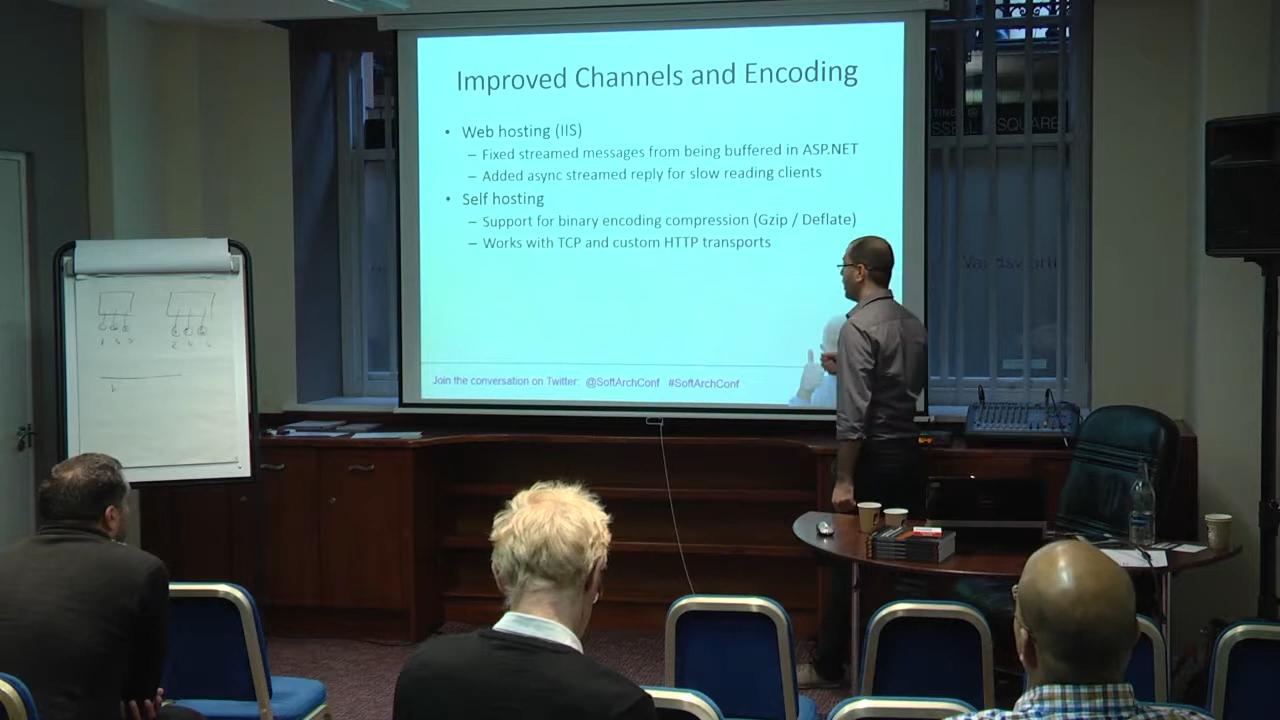 Improved Channels and Encoding
• Web hosting (IIS)
– Fixed streamed messages from being buffered in ASP.NET
– Added async streamed reply for slow reading clients
• Self hosting
– Support for binary encoding compression (Gzip / Deflate)
– Works with TCP and custom HTTP transports
Join the conversation on Twitter: @SoftArchConf #SoftArchConf
SQUARE